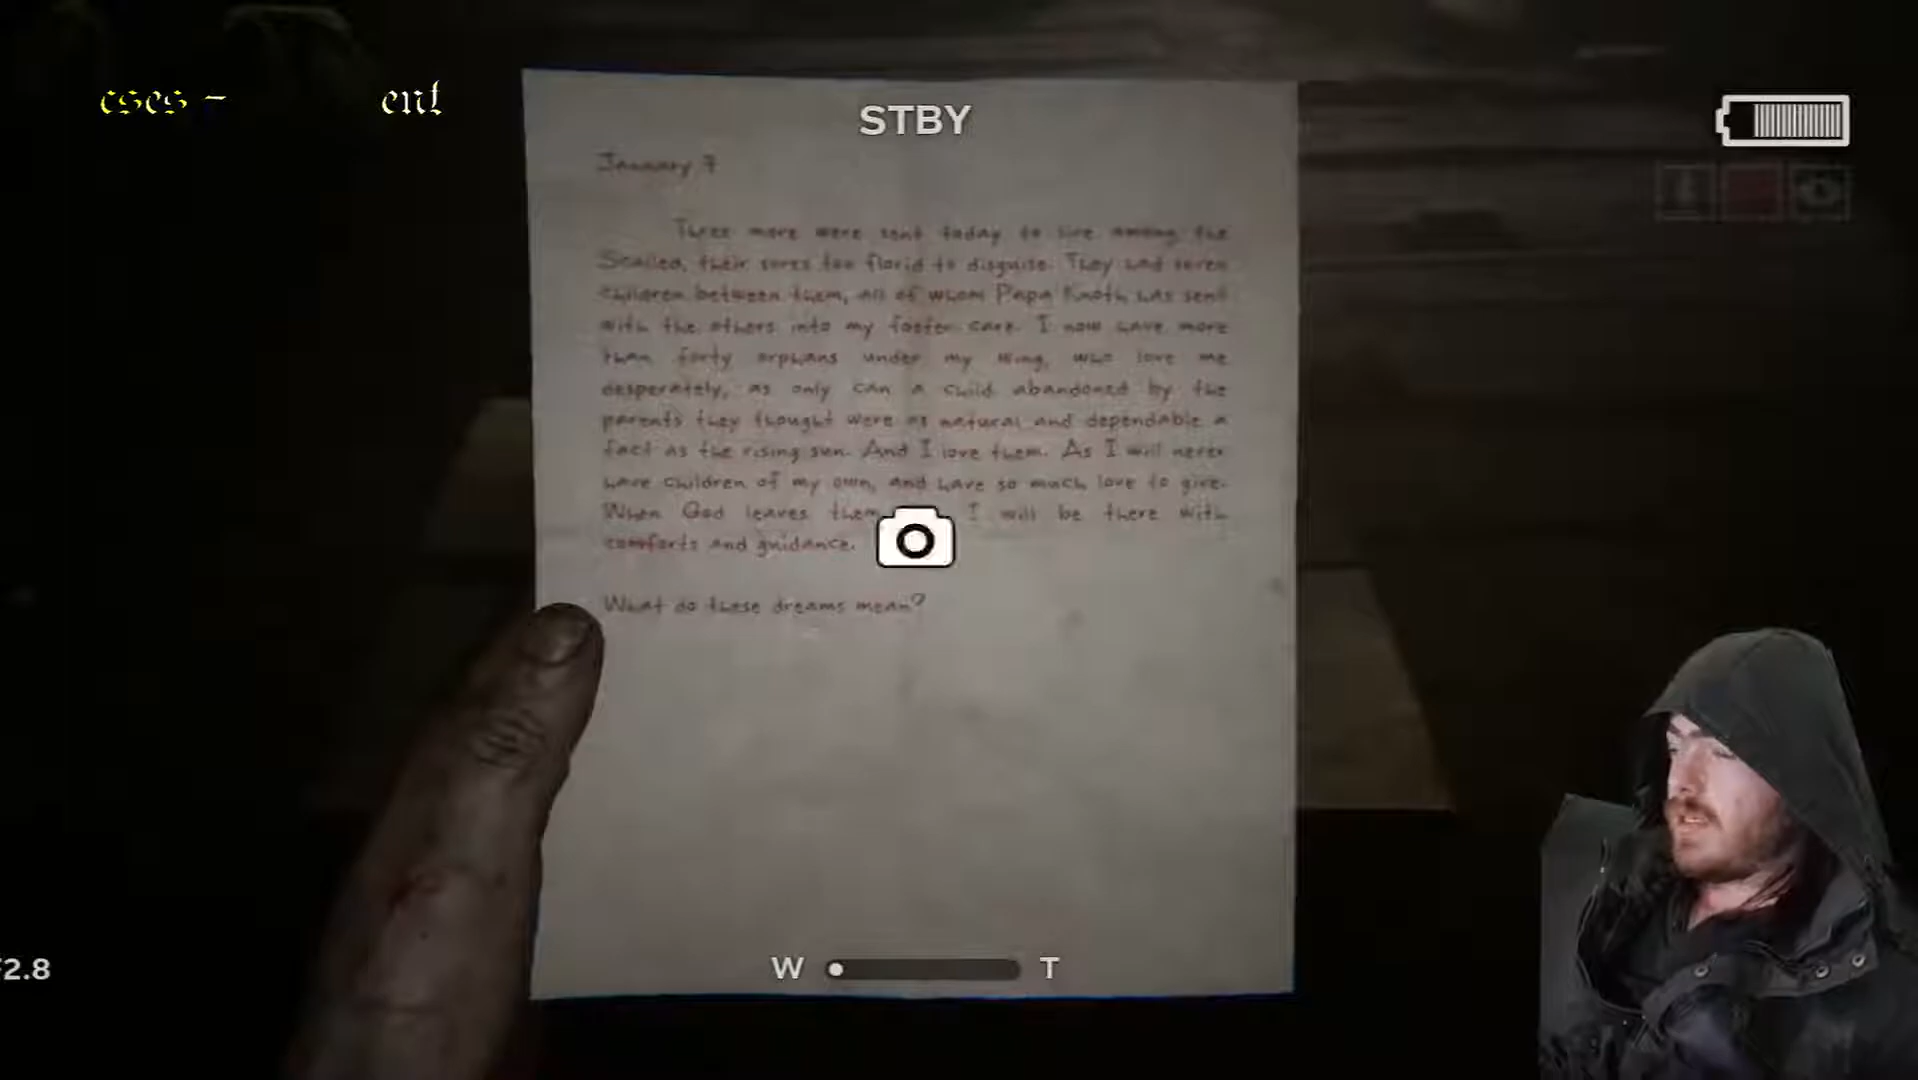 eses - ent
STBY
January 7
Three more were sent today to live among the
Scalled, their sores too florid to disguise. They had seven
children between them, all of whom Papa Knoth has sent
with the others into my foster care. I now have more
than forty orphans under my wing, who love me
desperately, as only can a child abandoned by the
parents they thought were as natural and dependable a
fact as the rising sun. And I love them. As I will never
have children of my own, and have so much love to give.
When God leaves them I will be there with
comforts and guidance.
What do these dreams mean?
F2.8
W T